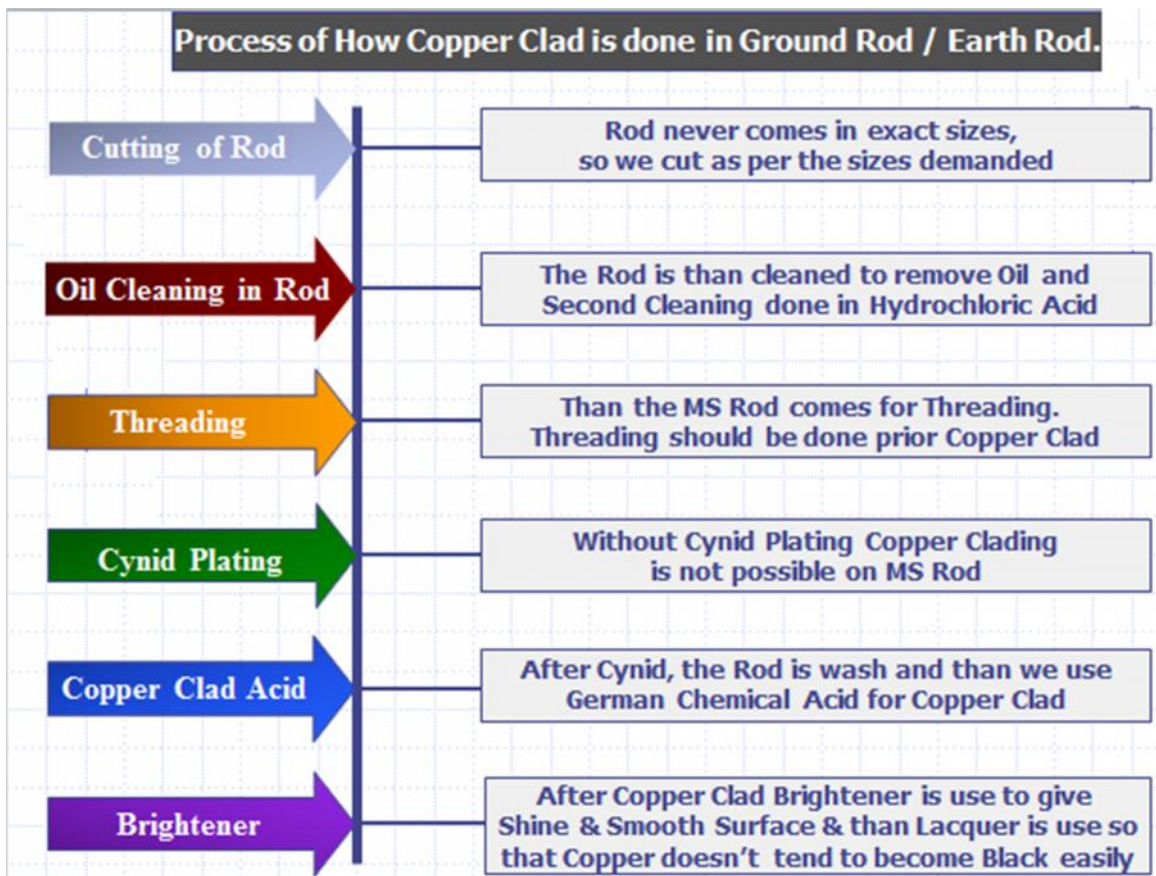 Process of How Copper Clad is done in Ground Rod / Earth Rod.
Cutting of Rod
Rod never comes in exact sizes,
so we cut as per the sizes demanded
Oil Cleaning in Rod
The Rod is than cleaned to remove Oil and
Second Cleaning done in Hydrochloric Acid
Threading
Than the MS Rod comes for Threading.
Threading should be done prior Copper Clad
Cynid Plating
Without Cynid Plating Copper Clading
is not possible on MS Rod
Copper Clad Acid
After Cynid, the Rod is wash and than we use
German Chemical Acid for Copper Clad
Brightener
After Copper Clad Brightener is use to give
Shine & Smooth Surface & than Lacquer is use so
that Copper doesn’t tend to become Black easily